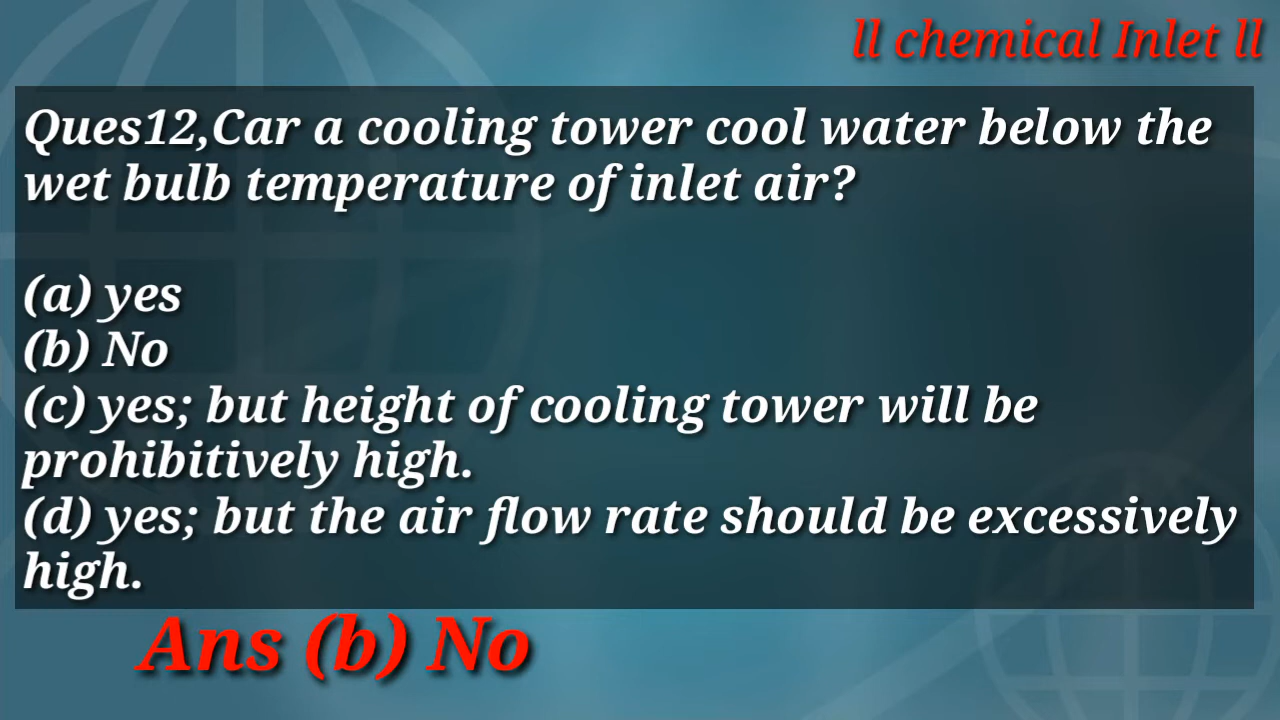 ll chemical Inlet ll
Ques12,Car a cooling tower cool water below the
wet bulb temperature of inlet air?
(a) yes
(b) No
(c) yes; but height of cooling tower will be
prohibitively high.
(d) yes; but the air flow rate should be excessively
high.
Ans (b) No